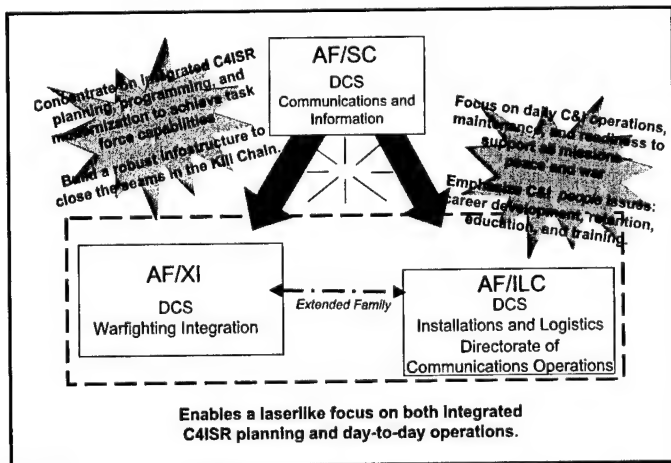 AF/SC
DCS
Communications and
Information
Concentrate on Integrated C4ISR
planning, programming, and
modernization to achieve task
force capabilities.
Build a robust infostructure to
close the seams in the Kill Chain.
Focus on daily C&I operations,
maintenance, and readiness to
support all missions—
peace and war
Emphasize C&I people issues:
career development, retention,
education, and training.
AF/XI
DCS
Warfighting Integration
Extended Family
AF/ILC
DCS
Installations and Logistics
Directorate of
Communications Operations
Enables a laserlike focus on both integrated
C4ISR planning and day-to-day operations.